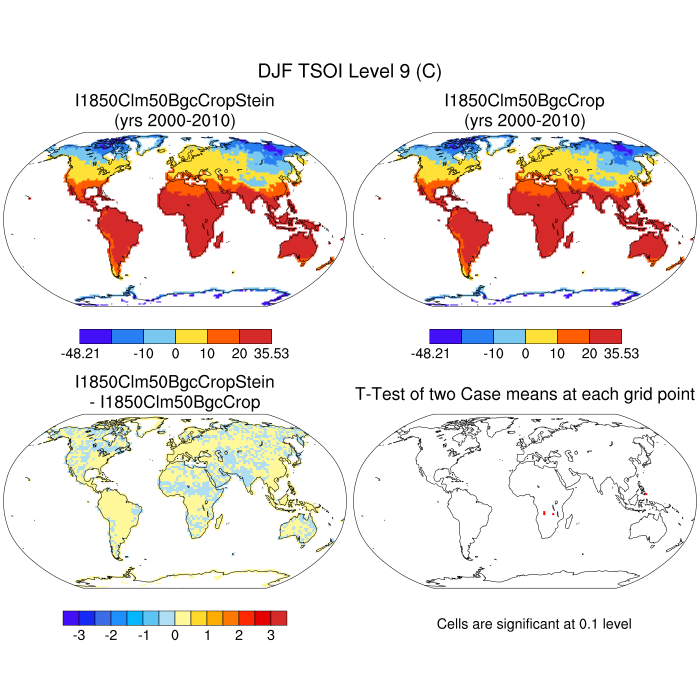 DJF TSOI Level 9 (C)
I1850Clm50BgcCropStein
(yrs 2000-2010)
I1850Clm50BgcCrop
(yrs 2000-2010)
-48.21 -10 0 10 20 35.53
-48.21 -10 0 10 20 35.53
I1850Clm50BgcCropStein
- I1850Clm50BgcCrop
T-Test of two Case means at each grid point
-3 -2 -1 0 1 2 3
Cells are significant at 0.1 level